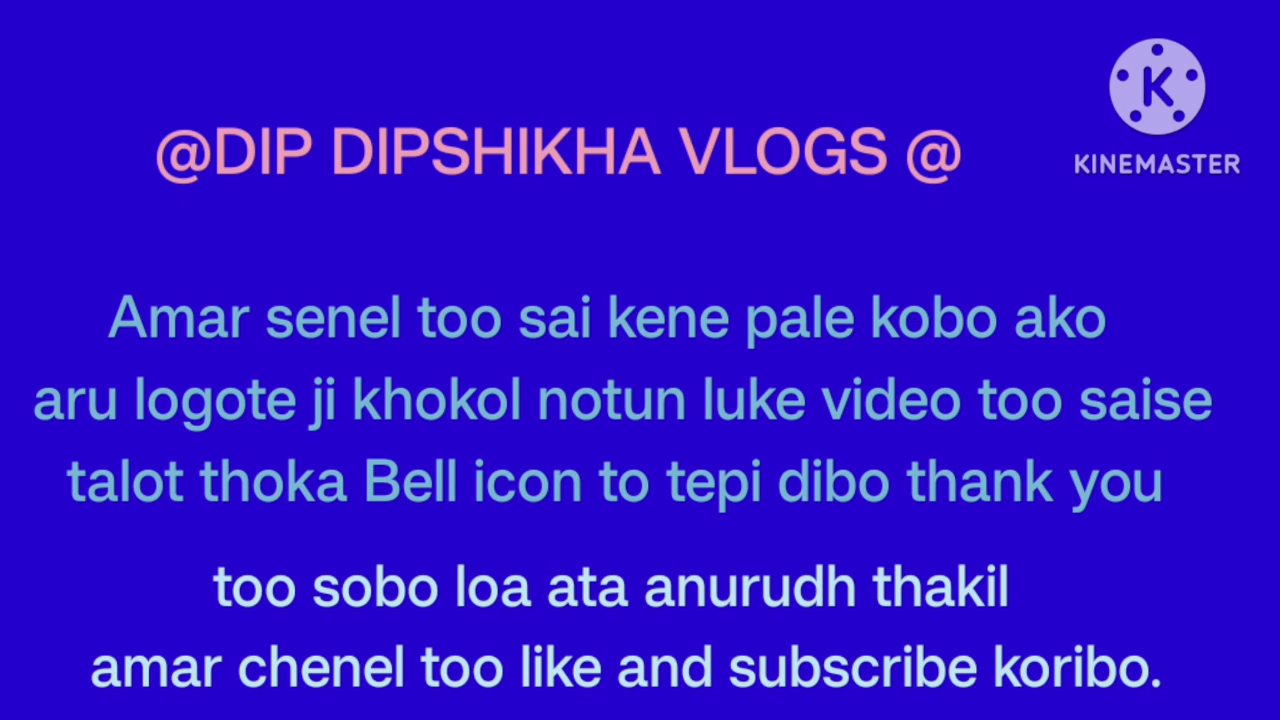 KINEMASTER
@DIP DIPSHIKHA VLOGS @
Amar senel too sai kene pale kobo ako
aru logote ji khokol notun luke video too saise
talot thoka Bell icon to tepi dibo thank you
too sobo loa ata anurudh thakil
amar chenel too like and subscribe koribo.